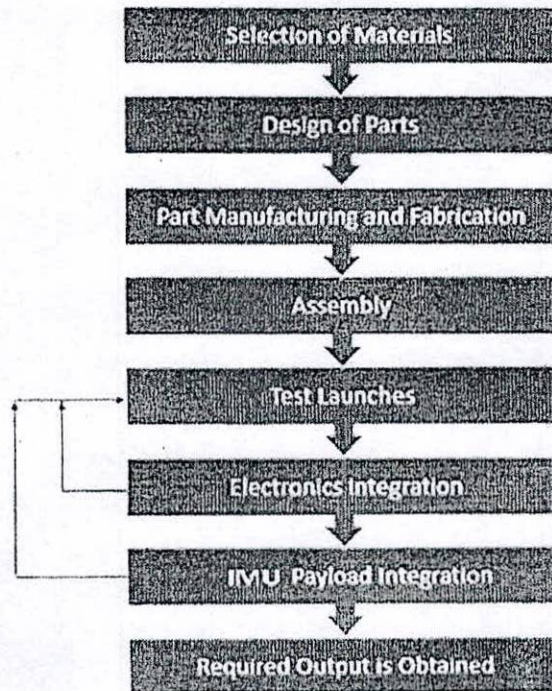 Selection of Materials
Design of Parts
Part Manufacturing and Fabrication
Assembly
Test Launches
Electronics Integration
IMU Payload Integration
Required Output is Obtained